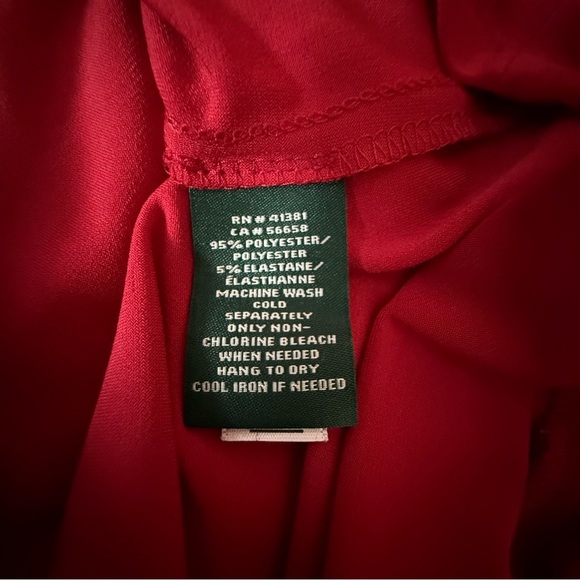 RN # 41381
CA # 56658
95% POLYESTER/
POLYESTER
5% ELASTANE/
ÉLASTHANNE
MACHINE WASH
COLD
SEPARATELY
ONLY NON-
CHLORINE BLEACH
WHEN NEEDED
HANG TO DRY
COOL IRON IF NEEDED